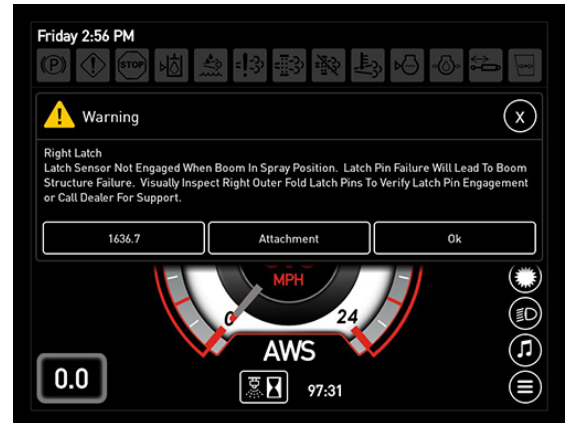 Friday 2:56 PM
(P)
STOP
Warning
X
Right Latch
Latch Sensor Not Engaged When Boom In Spray Position. Latch Pin Failure Will Lead To Boom
Structure Failure. Visually Inspect Right Outer Fold Latch Pins To Verify Latch Pin Engagement
or Call Dealer For Support.
1636.7
Attachment
Ok
MPH
0
24
AWS
0.0
97:31